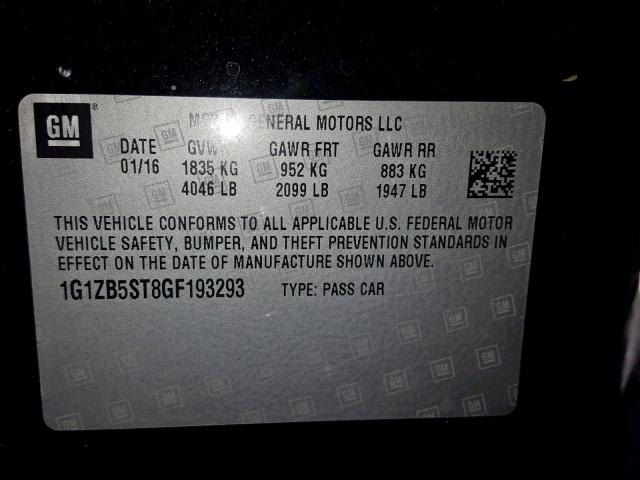 GM ®
GENERAL MOTORS LLC
DATE GVWR GAWR FRT GAWR RR
01/16 1835 KG 952 KG 883 KG
4046 LB 2099 LB 1947 LB
THIS VEHICLE CONFORMS TO ALL APPLICABLE U.S. FEDERAL MOTOR
VEHICLE SAFETY, BUMPER, AND THEFT PREVENTION STANDARDS IN
EFFECT ON THE DATE OF MANUFACTURE SHOWN ABOVE.
1G1ZB5ST8GF193293 TYPE: PASS CAR